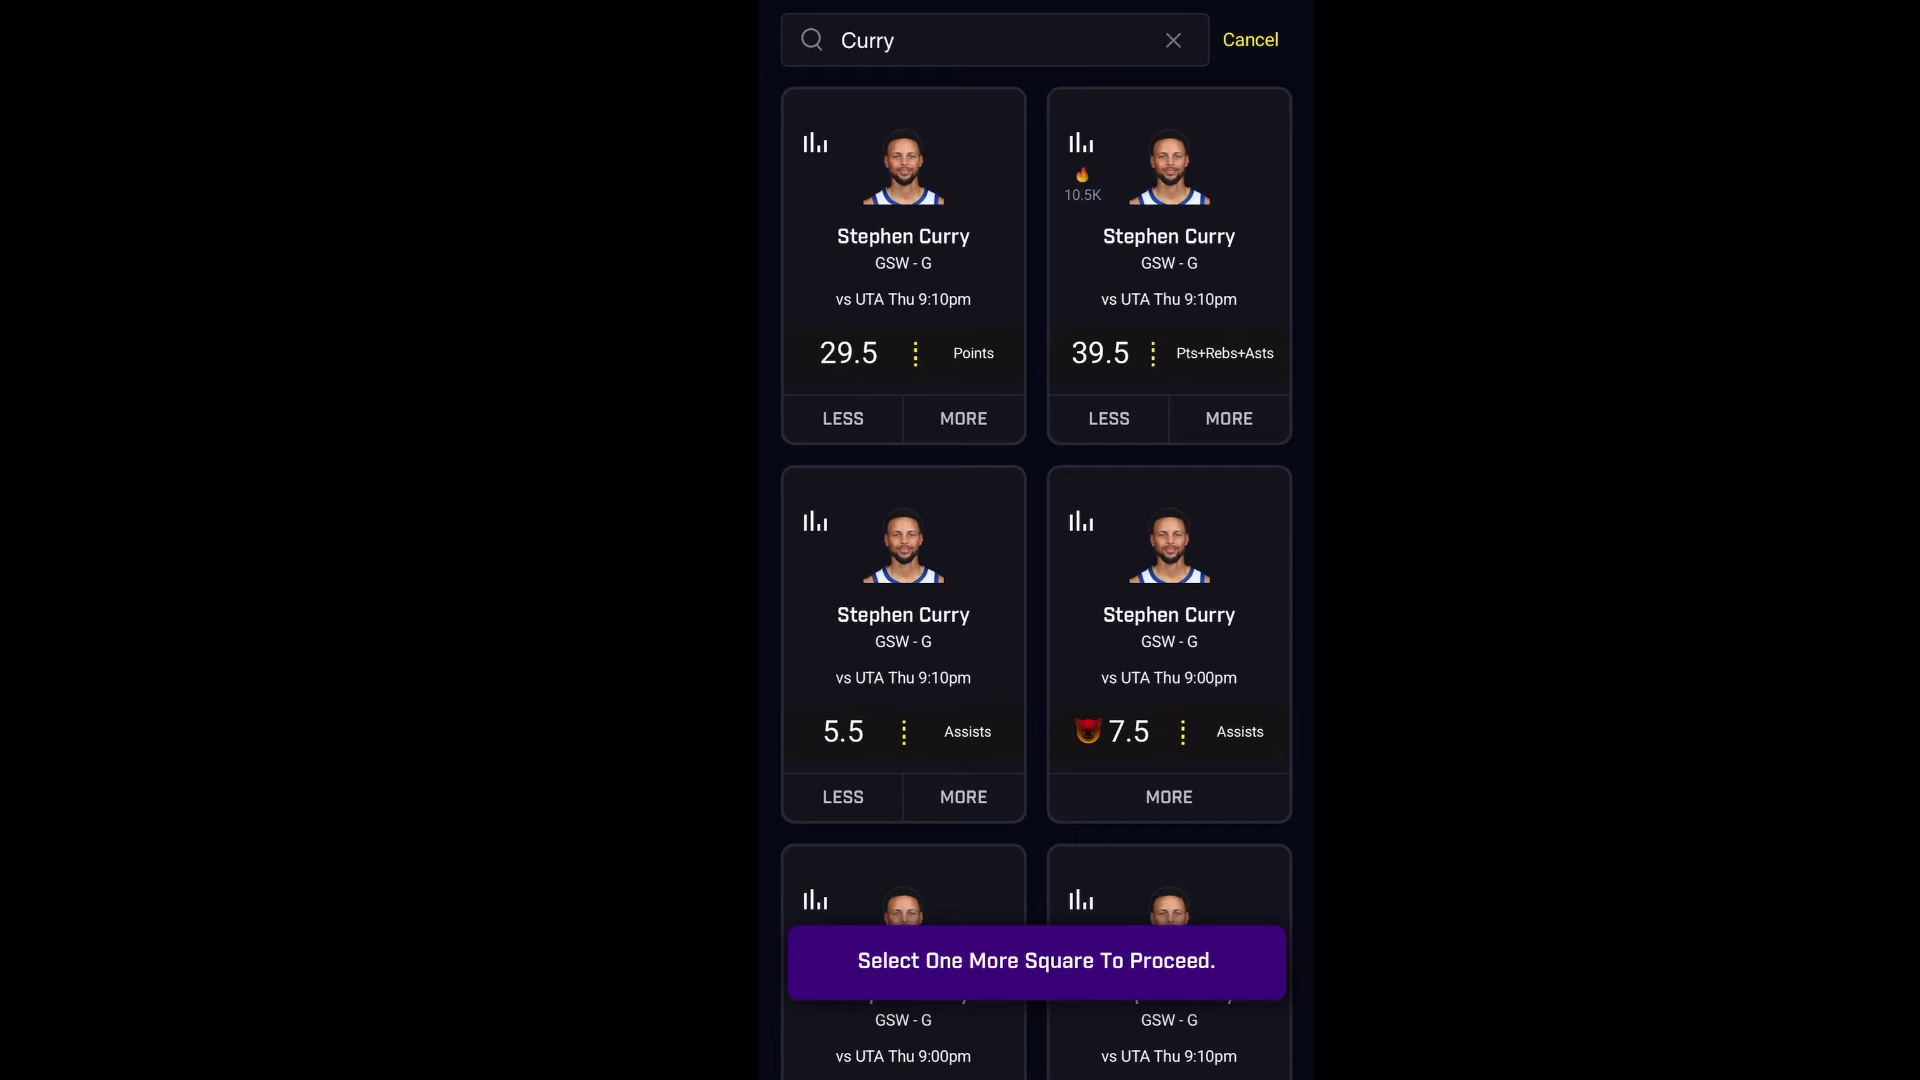 Curry
Cancel
Stephen Curry
GSW - G
vs UTA Thu 9:10pm
29.5
Points
LESS
MORE
10.5K
Stephen Curry
GSW - G
vs UTA Thu 9:10pm
39.5
Pts+Rebs+Asts
LESS
MORE
Stephen Curry
GSW - G
vs UTA Thu 9:10pm
5.5
Assists
LESS
MORE
Stephen Curry
GSW - G
vs UTA Thu 9:00pm
7.5
Assists
MORE
Select One More Square To Proceed.
GSW - G
vs UTA Thu 9:00pm
GSW - G
vs UTA Thu 9:10pm